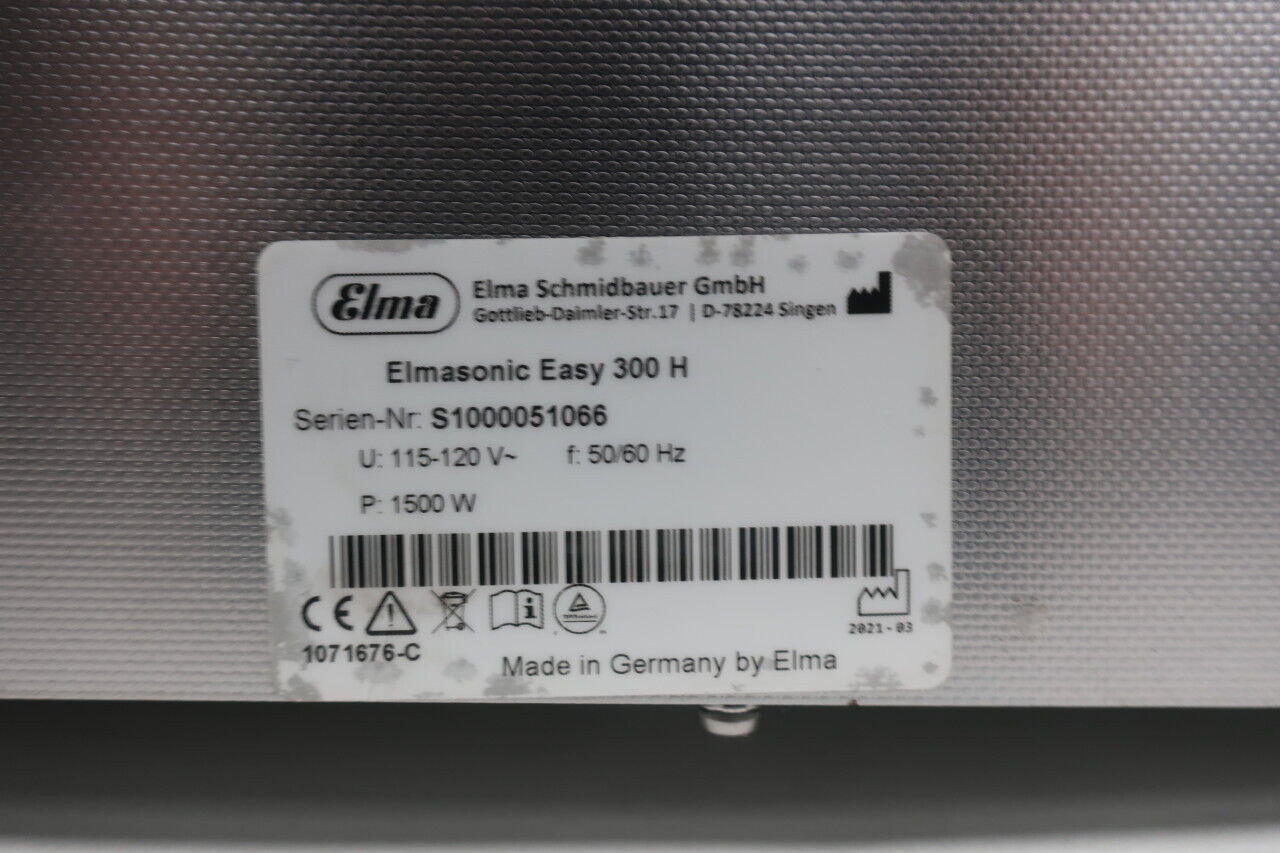 Elma
Elma Schmidbauer GmbH
Gottlieb-Daimler-Str.17 | D-78224 Singen
Elmasonic Easy 300 H
Serien-Nr: S1000051066
U: 115-120 V~ f: 50/60 Hz
P: 1500 W
CE
2021-03
1071676-C
Made in Germany by Elma